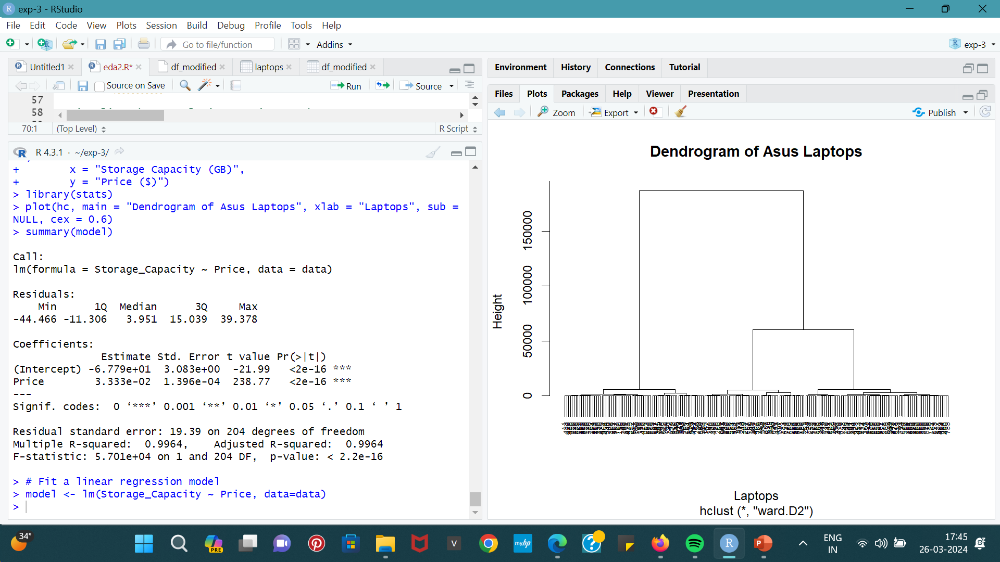 exp-3 - RStudio
File Edit Code View Plots Session Build Debug Profile Tools Help
Go to file/function
Addins
exp-3
Untitled1
eda2.R*
df_modified
laptops
df_modified
Source on Save
Run
Source
57
58
70:1
(Top Level)
R Script
R 4.3.1 · ~/exp-3/
+ x = "Storage Capacity (GB)",
+ y = "Price ($)")
> library(stats)
> plot(hc, main = "Dendrogram of Asus Laptops", xlab = "Laptops", sub =
NULL, cex = 0.6)
> summary(model)
Call:
lm(formula = Storage_Capacity ~ Price, data = data)
Residuals:
Min 1Q Median 3Q Max
-44.466 -11.306 3.951 15.039 39.378
Coefficients:
Estimate Std. Error t value Pr(>|t|)
(Intercept) -6.779e+01 3.083e+00 -21.99 <2e-16 ***
Price 3.333e-02 1.396e-04 238.77 <2e-16 ***
---
Signif. codes: 0 ‘***’ 0.001 ‘**’ 0.01 ‘*’ 0.05 ‘.’ 0.1 ‘ ’ 1
Residual standard error: 19.39 on 204 degrees of freedom
Multiple R-squared: 0.9964, Adjusted R-squared: 0.9964
F-statistic: 5.701e+04 on 1 and 204 DF, p-value: < 2.2e-16
> # Fit a linear regression model
> model <- lm(Storage_Capacity ~ Price, data=data)
>
Environment History Connections Tutorial
Files Plots Packages Help Viewer Presentation
Zoom
Export
Publish
Dendrogram of Asus Laptops
Height
150000
100000
50000
0
Laptops
hclust (*, "ward.D2")
34°
PRE
V
myhp
ENG
IN
17:45
26-03-2024